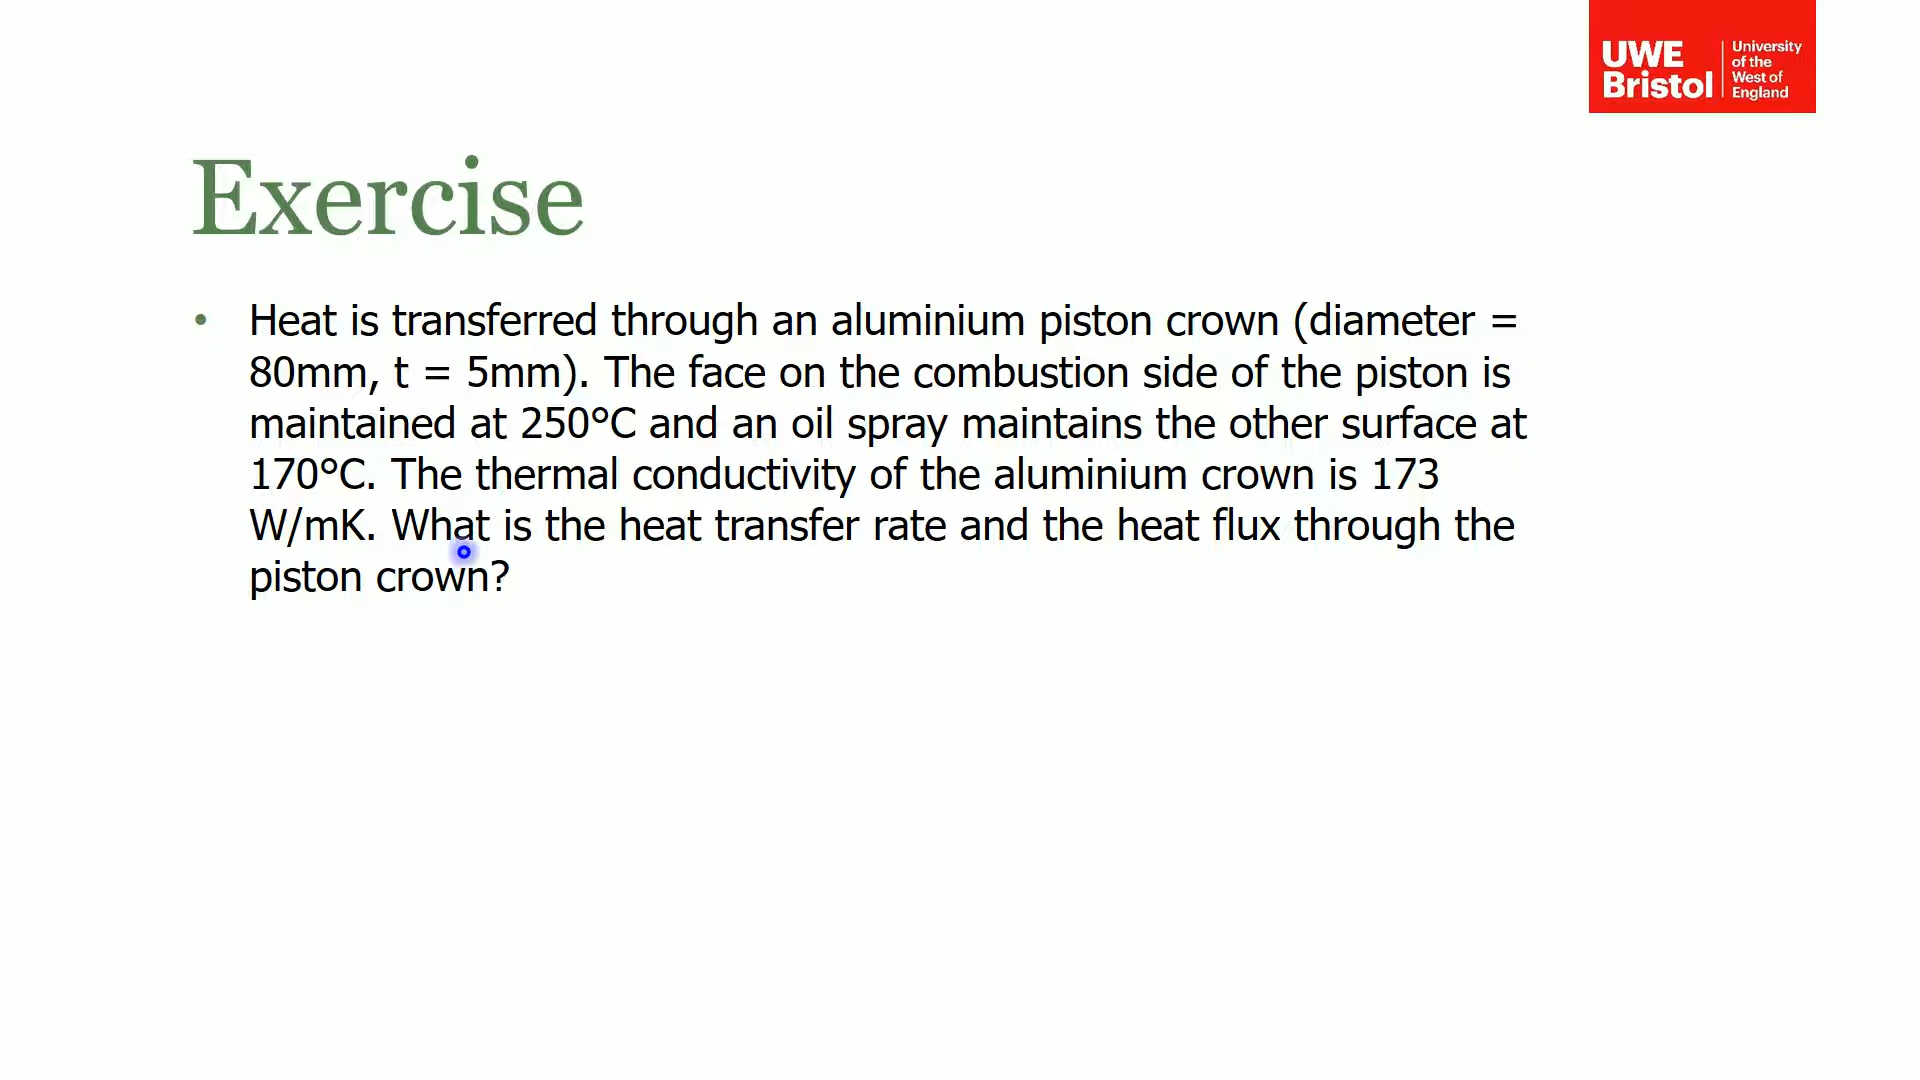 UWE
Bristol
University
of the
West of
England
Exercise
• Heat is transferred through an aluminium piston crown (diameter =
80mm, t = 5mm). The face on the combustion side of the piston is
maintained at 250°C and an oil spray maintains the other surface at
170°C. The thermal conductivity of the aluminium crown is 173
W/mK. What is the heat transfer rate and the heat flux through the
piston crown?